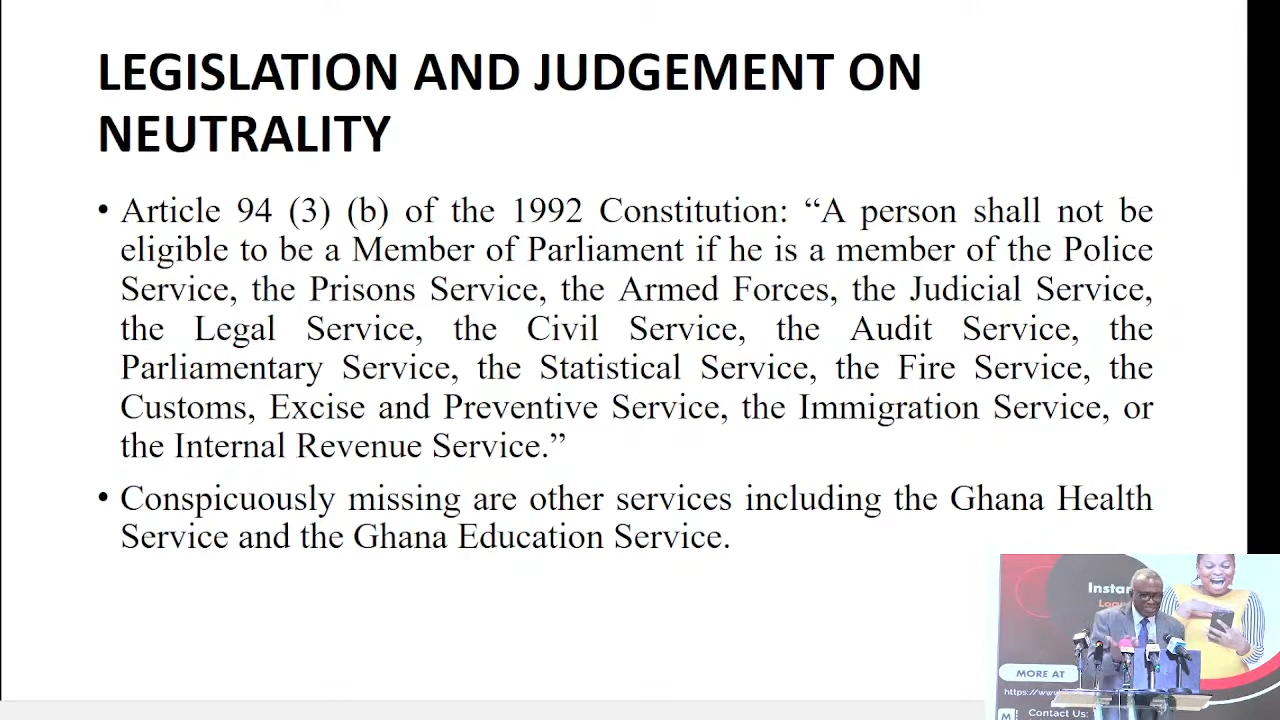 LEGISLATION AND JUDGEMENT ON
NEUTRALITY
• Article 94 (3) (b) of the 1992 Constitution: “A person shall not be
eligible to be a Member of Parliament if he is a member of the Police
Service, the Prisons Service, the Armed Forces, the Judicial Service,
the Legal Service, the Civil Service, the Audit Service, the
Parliamentary Service, the Statistical Service, the Fire Service, the
Customs, Excise and Preventive Service, the Immigration Service, or
the Internal Revenue Service.”
• Conspicuously missing are other services including the Ghana Health
Service and the Ghana Education Service.
MORE AT
Contact Us: